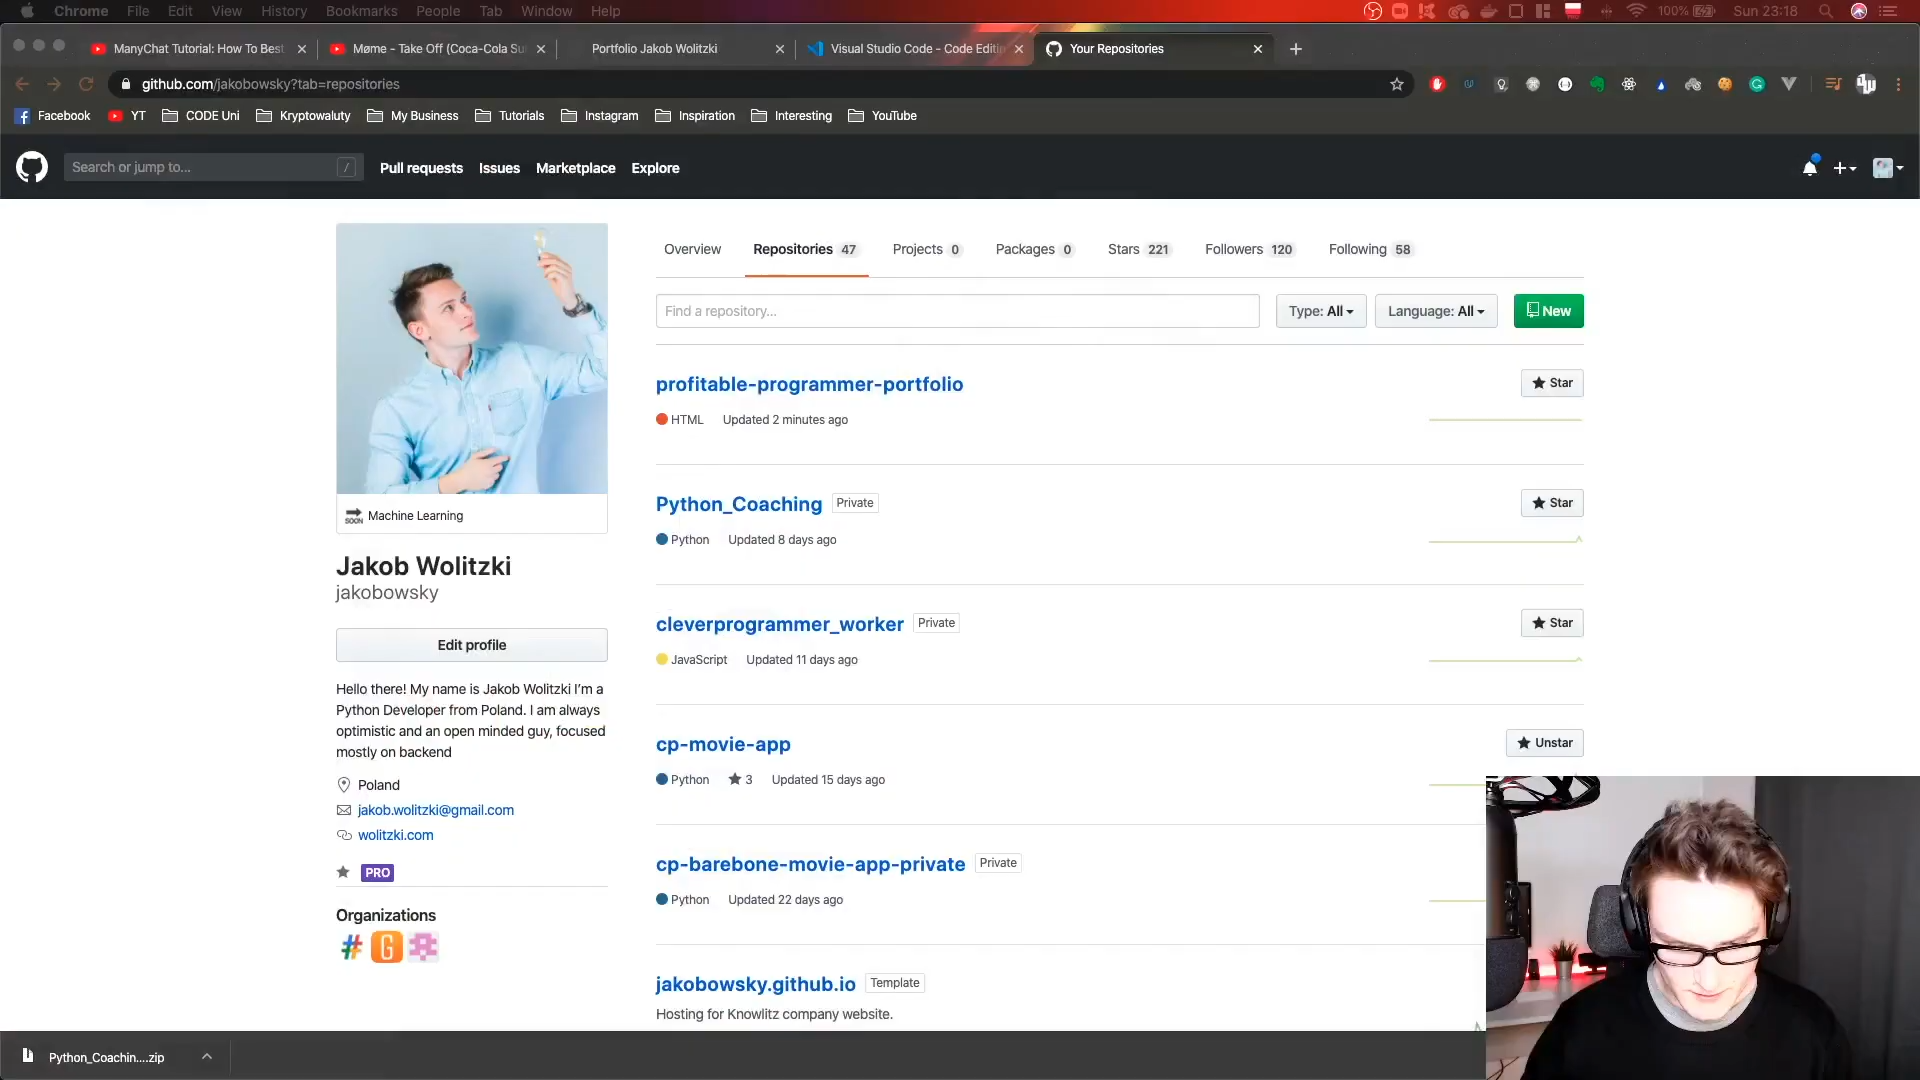 Chrome File Edit View History Bookmarks People Tab Window Help 100% Sun 23:18
ManyChat Tutorial: How To Best Møme - Take Off (Coca-Cola Su Portfolio Jakob Wolitzki Visual Studio Code - Code Editi Your Repositories
github.com/jakobowsky?tab=repositories
Facebook YT CODE Uni Kryptowaluty My Business Tutorials Instagram Inspiration Interesting YouTube
Search or jump to... / Pull requests Issues Marketplace Explore
Overview Repositories 47 Projects 0 Packages 0 Stars 221 Followers 120 Following 58
Find a repository... Type: All Language: All New
profitable-programmer-portfolio Star
HTML Updated 2 minutes ago
Python_Coaching Private Star
Python Updated 8 days ago
cleverprogrammer_worker Private Star
JavaScript Updated 11 days ago
cp-movie-app Unstar
Python 3 Updated 15 days ago
cp-barebone-movie-app-private Private
Python Updated 22 days ago
jakobowsky.github.io Template
Hosting for Knowlitz company website.
SOON Machine Learning
Jakob Wolitzki
jakobowsky
Edit profile
Hello there! My name is Jakob Wolitzki I'm a
Python Developer from Poland. I am always
optimistic and an open minded guy, focused
mostly on backend
Poland
jakob.wolitzki@gmail.com
wolitzki.com
PRO
Organizations
Python_Coachin....zip